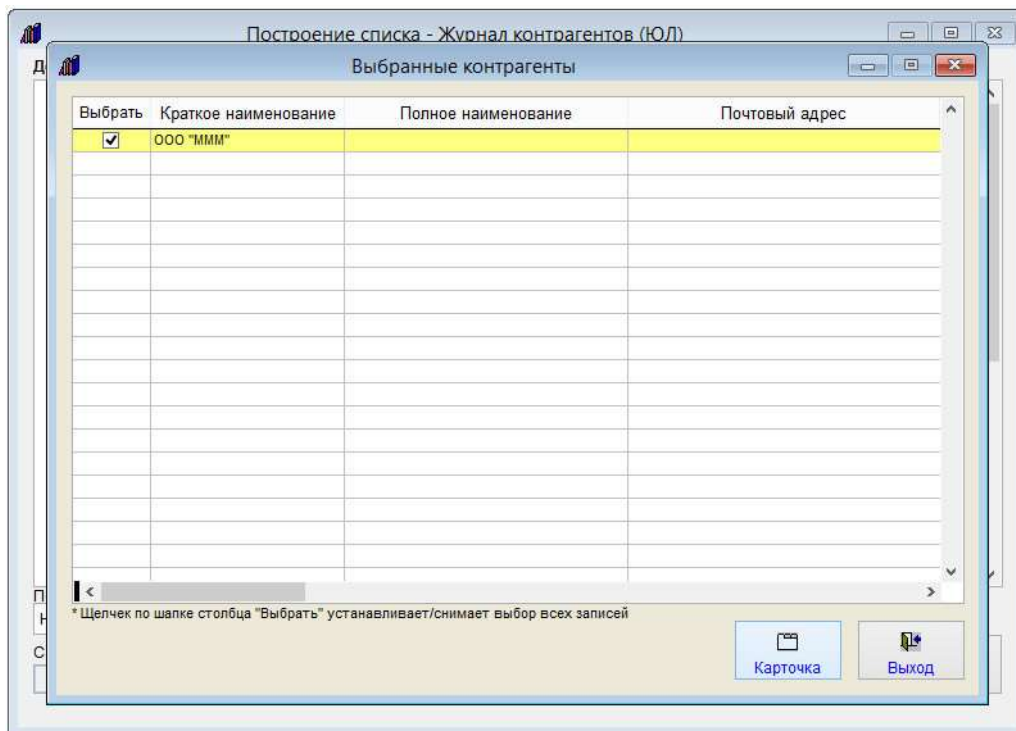 Построение списка - Журнал контрагентов (ЮЛ)
Выбранные контрагенты
Выбрать Краткое наименование Полное наименование Почтовый адрес
ООО "МММ"
* Щелчек по шапке столбца "Выбрать" устанавливает/снимает выбор всех записей
Карточка Выход